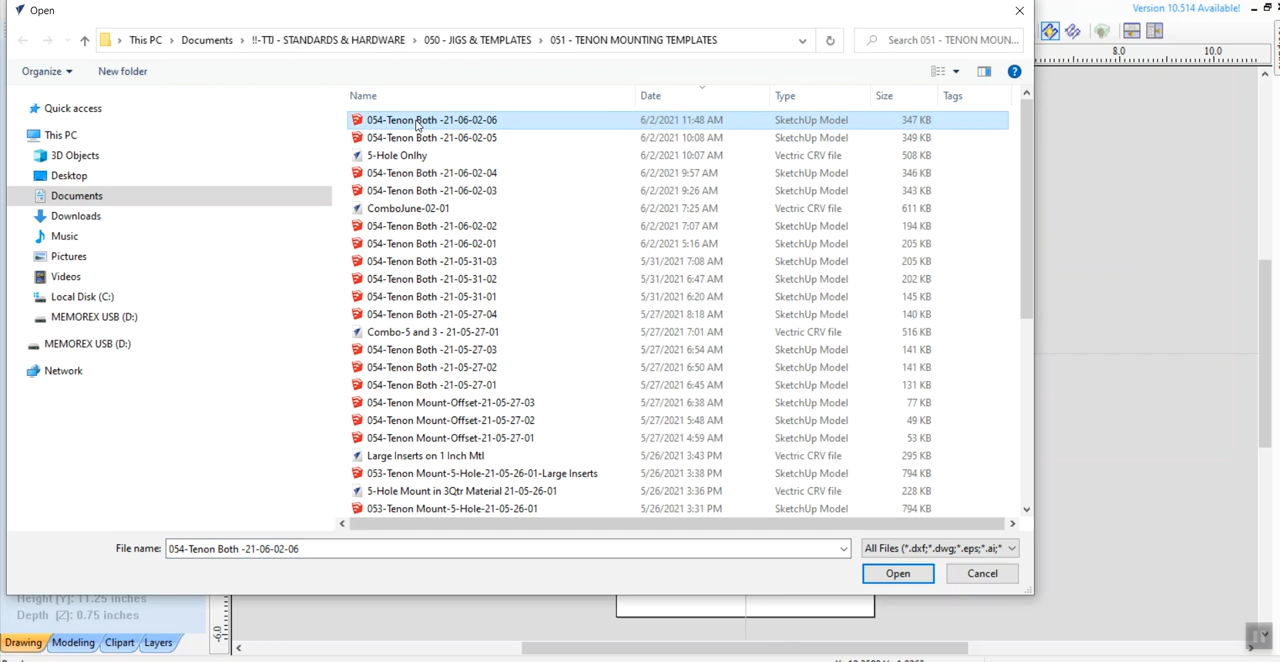 Open
Version 10.514 Available!
This PC > Documents > !!-TTJ - STANDARDS & HARDWARE > 050 - JIGS & TEMPLATES > 051 - TENON MOUNTING TEMPLATES
Search 051 - TENON MOUN...
Organize New folder
8.0 10.0
Name Date Type Size Tags
Quick access
This PC
3D Objects
Desktop
Documents
Downloads
Music
Pictures
Videos
Local Disk (C:)
MEMOREX USB (D:)
MEMOREX USB (D:)
Network
054-Tenon Both -21-06-02-06 6/2/2021 11:48 AM SketchUp Model 347 KB
054-Tenon Both -21-06-02-05 6/2/2021 10:08 AM SketchUp Model 349 KB
5-Hole Onlhy 6/2/2021 10:07 AM Vectric CRV file 508 KB
054-Tenon Both -21-06-02-04 6/2/2021 9:57 AM SketchUp Model 346 KB
054-Tenon Both -21-06-02-03 6/2/2021 9:26 AM SketchUp Model 343 KB
ComboJune-02-01 6/2/2021 7:25 AM Vectric CRV file 611 KB
054-Tenon Both -21-06-02-02 6/2/2021 7:07 AM SketchUp Model 194 KB
054-Tenon Both -21-06-02-01 6/2/2021 5:16 AM SketchUp Model 205 KB
054-Tenon Both -21-05-31-03 5/31/2021 7:08 AM SketchUp Model 205 KB
054-Tenon Both -21-05-31-02 5/31/2021 6:47 AM SketchUp Model 202 KB
054-Tenon Both -21-05-31-01 5/31/2021 6:20 AM SketchUp Model 145 KB
054-Tenon Both -21-05-27-04 5/27/2021 8:18 AM SketchUp Model 140 KB
Combo-5 and 3 - 21-05-27-01 5/27/2021 7:01 AM Vectric CRV file 516 KB
054-Tenon Both -21-05-27-03 5/27/2021 6:54 AM SketchUp Model 141 KB
054-Tenon Both -21-05-27-02 5/27/2021 6:50 AM SketchUp Model 141 KB
054-Tenon Both -21-05-27-01 5/27/2021 6:45 AM SketchUp Model 131 KB
054-Tenon Mount-Offset-21-05-27-03 5/27/2021 6:38 AM SketchUp Model 77 KB
054-Tenon Mount-Offset-21-05-27-02 5/27/2021 5:48 AM SketchUp Model 49 KB
054-Tenon Mount-Offset-21-05-27-01 5/27/2021 4:59 AM SketchUp Model 53 KB
Large Inserts on 1 Inch Mtl 5/26/2021 3:43 PM Vectric CRV file 295 KB
053-Tenon Mount-5-Hole-21-05-26-01-Large Inserts 5/26/2021 3:38 PM SketchUp Model 794 KB
5-Hole Mount in 3Qtr Material 21-05-26-01 5/26/2021 3:36 PM Vectric CRV file 228 KB
053-Tenon Mount-5-Hole-21-05-26-01 5/26/2021 3:31 PM SketchUp Model 794 KB
File name: 054-Tenon Both -21-06-02-06 All Files (*.dxf;*.dwg;*.eps;*.ai;*
Open Cancel
Height [Y]: 11.25 inches
Depth [Z]: 0.75 inches
-6.0
Drawing Modeling Clipart Layers